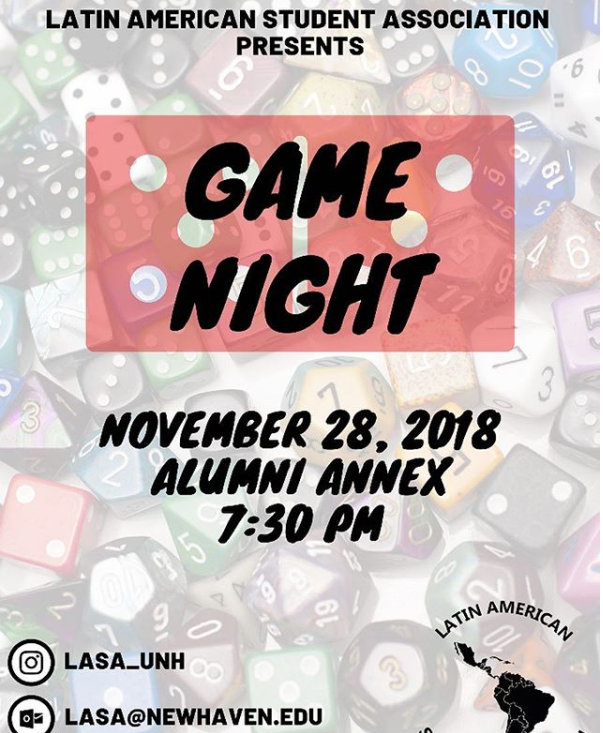 LATIN AMERICAN STUDENT ASSOCIATION
PRESENTS
GAME
NIGHT
NOVEMBER 28, 2018
ALUMNI ANNEX
7:30 PM
LATIN AMERICAN
LASA_UNH
LASA@NEWHAVEN.EDU